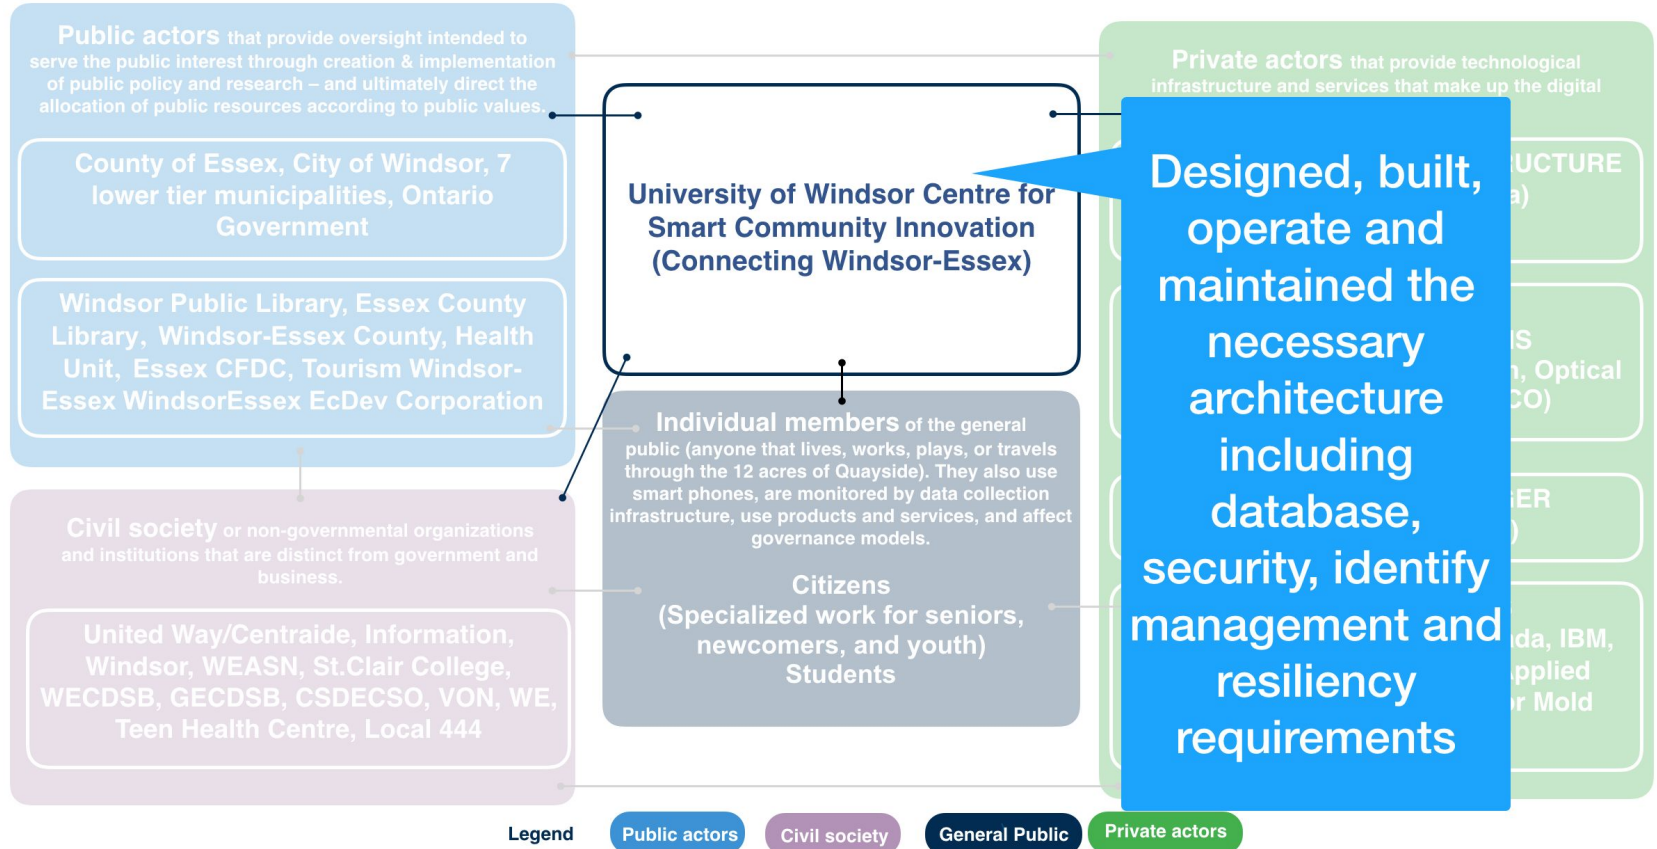 Public actors that provide oversight intended to
serve the public interest through creation & implementation
of public policy and research – and ultimately direct the
allocation of public resources according to public values.
County of Essex, City of Windsor, 7
lower tier municipalities, Ontario
Government
Windsor Public Library, Essex County
Library, Windsor-Essex County, Health
Unit, Essex CFDC, Tourism Windsor-
Essex WindsorEssex EcDev Corporation
Civil society or non-governmental organizations
and institutions that are distinct from government and
business.
United Way/Centraide, Information,
Windsor, WEASN, St.Clair College,
WECDSB, GECDSB, CSDECSO, VON, WE,
Teen Health Centre, Local 444
University of Windsor Centre for
Smart Community Innovation
(Connecting Windsor-Essex)
Individual members of the general
public (anyone that lives, works, plays, or travels
through the 12 acres of Quayside). They also use
smart phones, are monitored by data collection
infrastructure, use products and services, and affect
governance models.
Citizens
(Specialized work for seniors,
newcomers, and youth)
Students
Private actors that provide technological
infrastructure and services that make up the digital
Designed, built,
operate and
maintained the
necessary
architecture
including
database,
security, identify
management and
resiliency
requirements
Optical
IBM,
Mold
Legend
Public actors
Civil society
General Public
Private actors